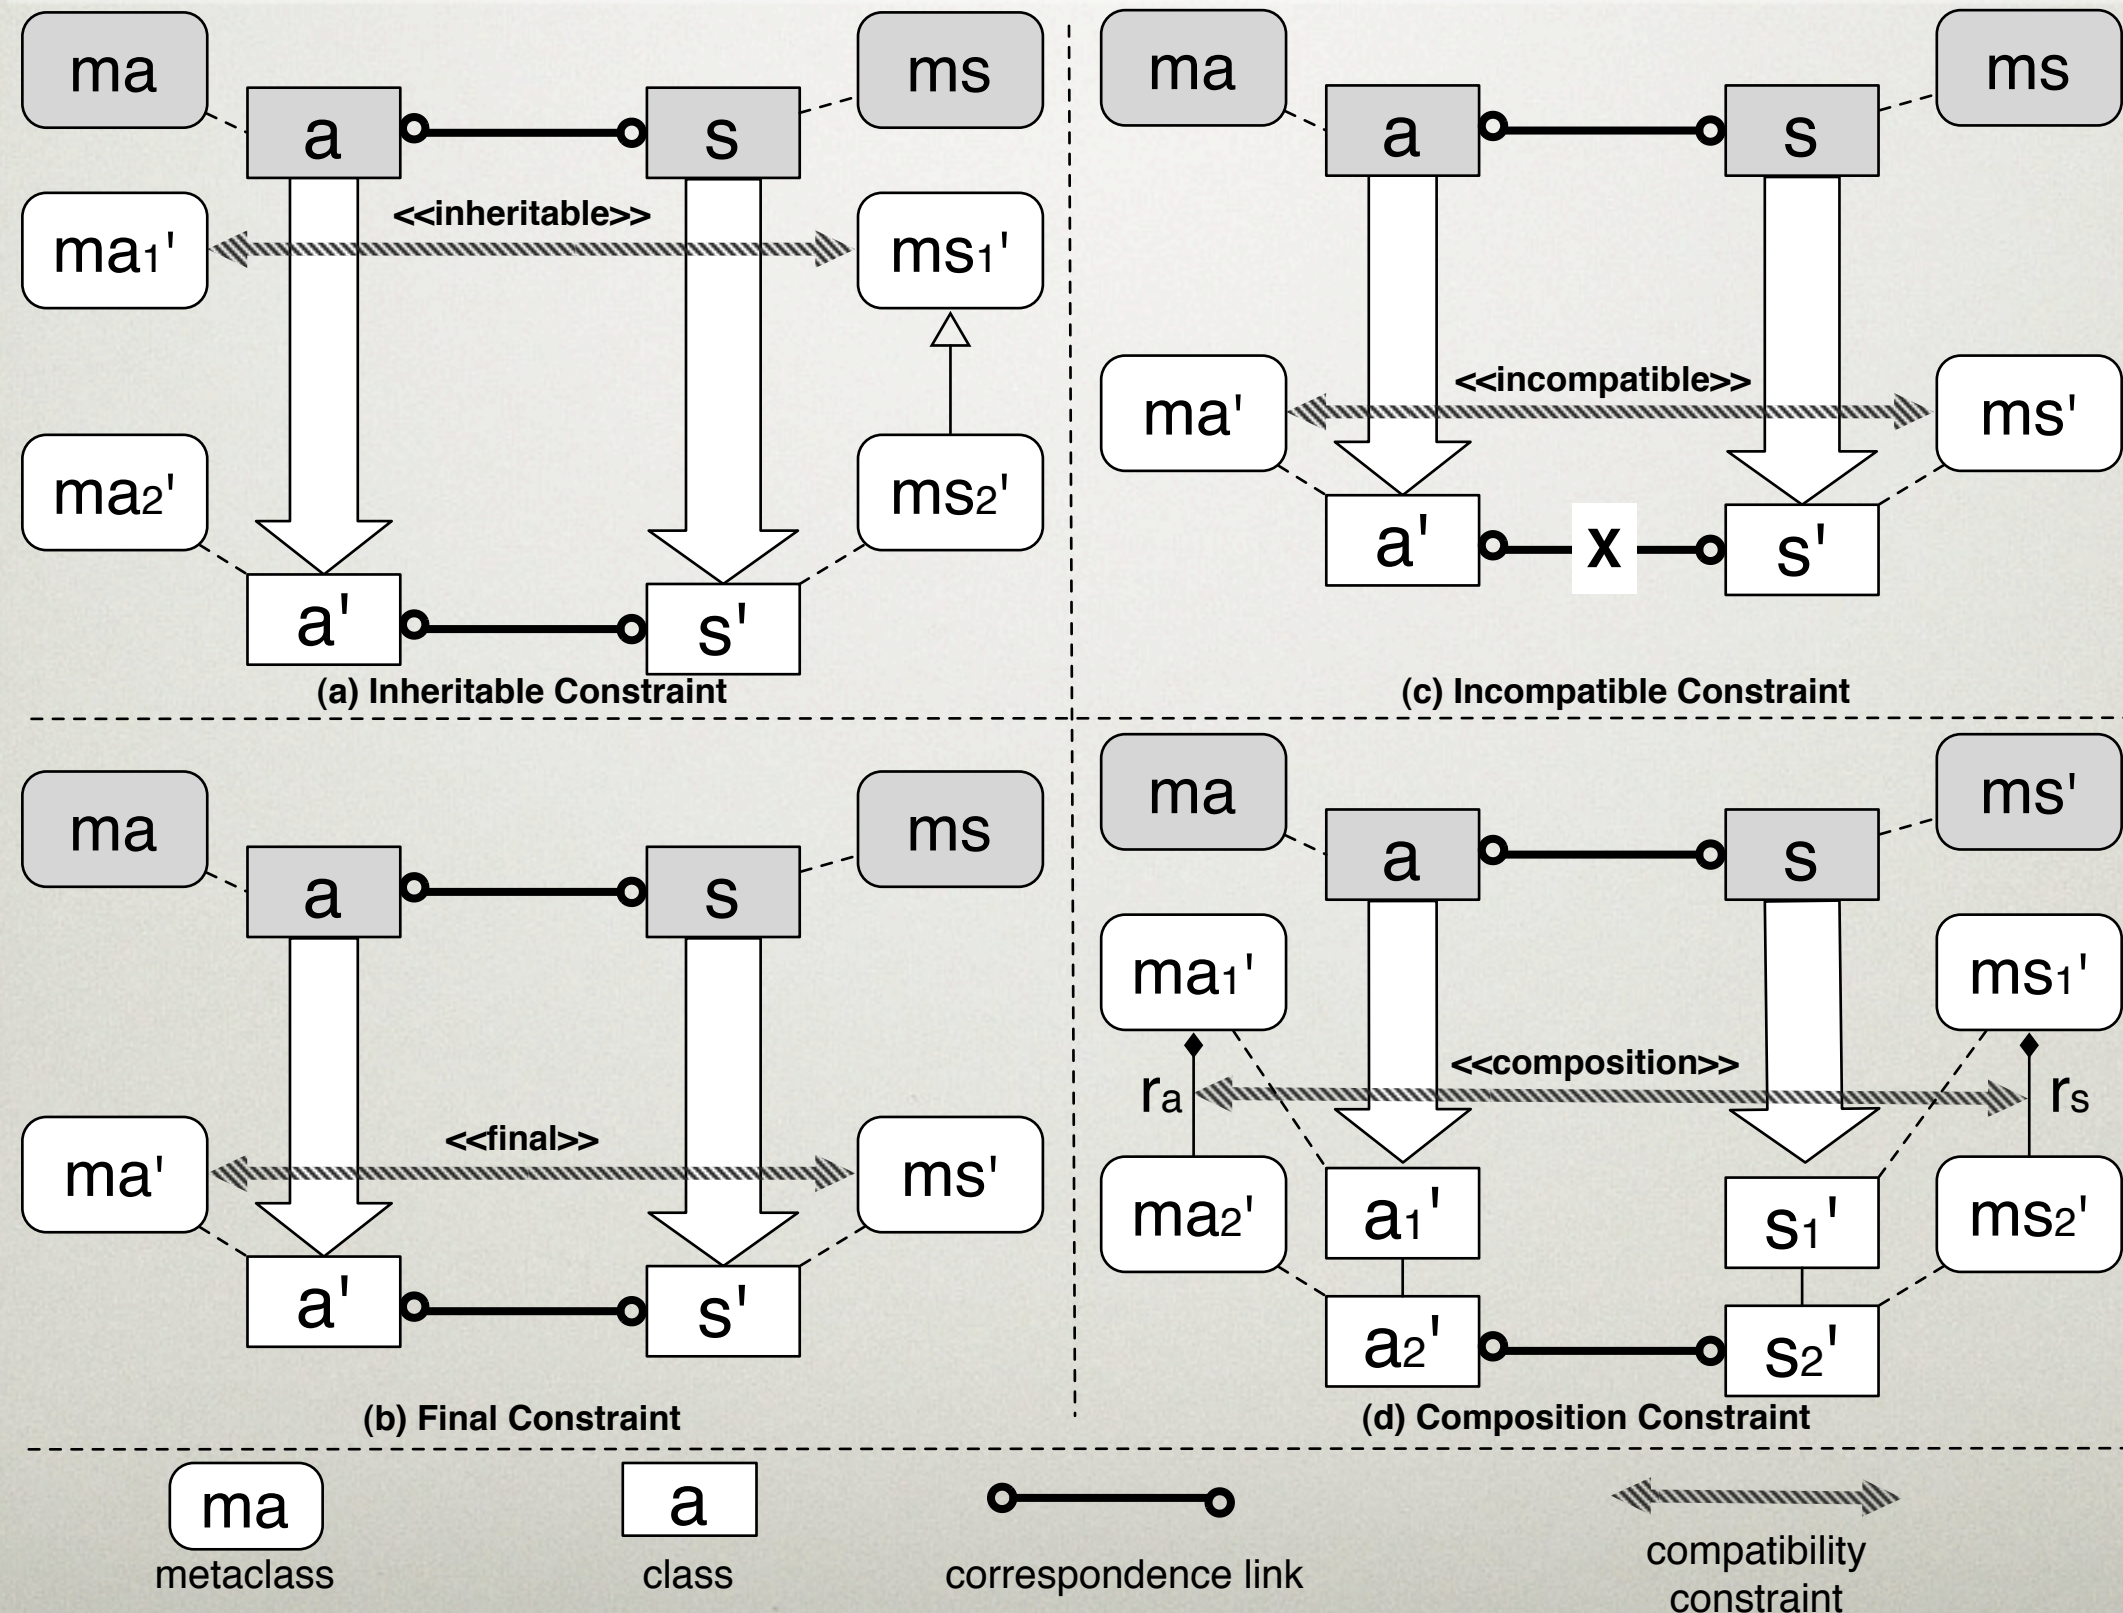 ma
ms
a
s
<<inheritable>>
ma1'
ms1'
ma2'
ms2'
a'
s'
(a) Inheritable Constraint
ma
ms
a
s
<<incompatible>>
ma'
ms'
a'
X
s'
(c) Incompatible Constraint
ma
ms
a
s
<<final>>
ma'
ms'
a'
s'
(b) Final Constraint
ma
ms'
a
s
ma1'
ms1'
<<composition>>
ra
rs
ma2'
a1'
s1'
ms2'
a2'
s2'
(d) Composition Constraint
ma
metaclass
a
class
correspondence link
compatibility
constraint